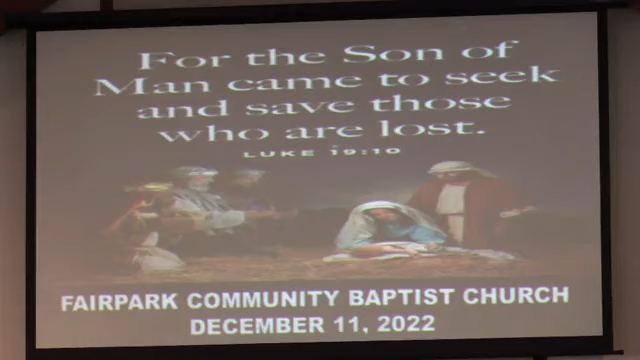 For the Son of
Man came to seek
and save those
who are lost.
LUKE 19:10
FAIRPARK COMMUNITY BAPTIST CHURCH
DECEMBER 11, 2022